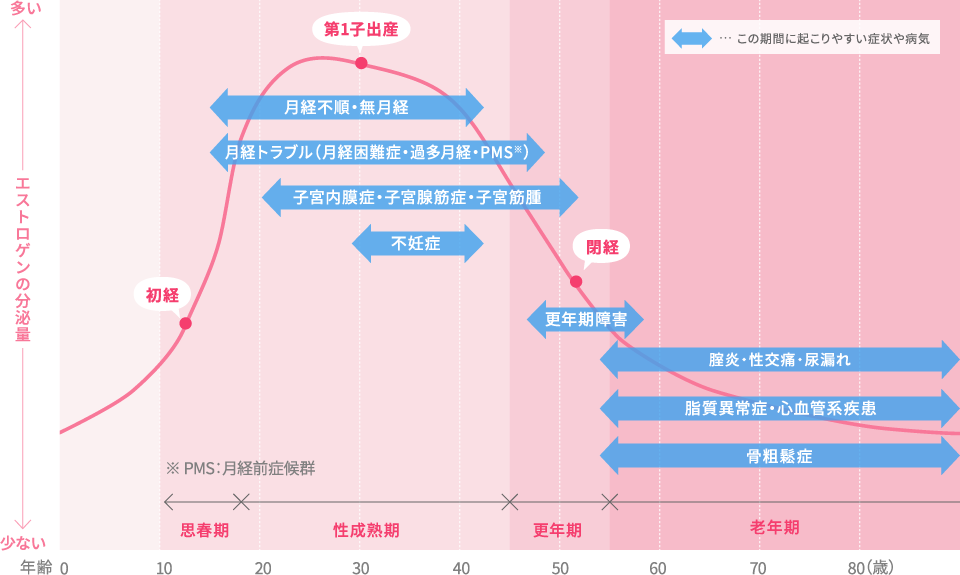 多い
第1子出産
… この期間に起こりやすい症状や病気
月経不順・無月経
月経トラブル（月経困難症・過多月経・PMS※）
エストロゲンの分泌量
子宮内膜症・子宮腺筋症・子宮筋腫
不妊症
閉経
初経
更年期障害
腟炎・性交痛・尿漏れ
脂質異常症・心血管系疾患
骨粗鬆症
※ PMS：月経前症候群
思春期
性成熟期
更年期
老年期
少ない
年齢 0 10 20 30 40 50 60 70 80（歳）